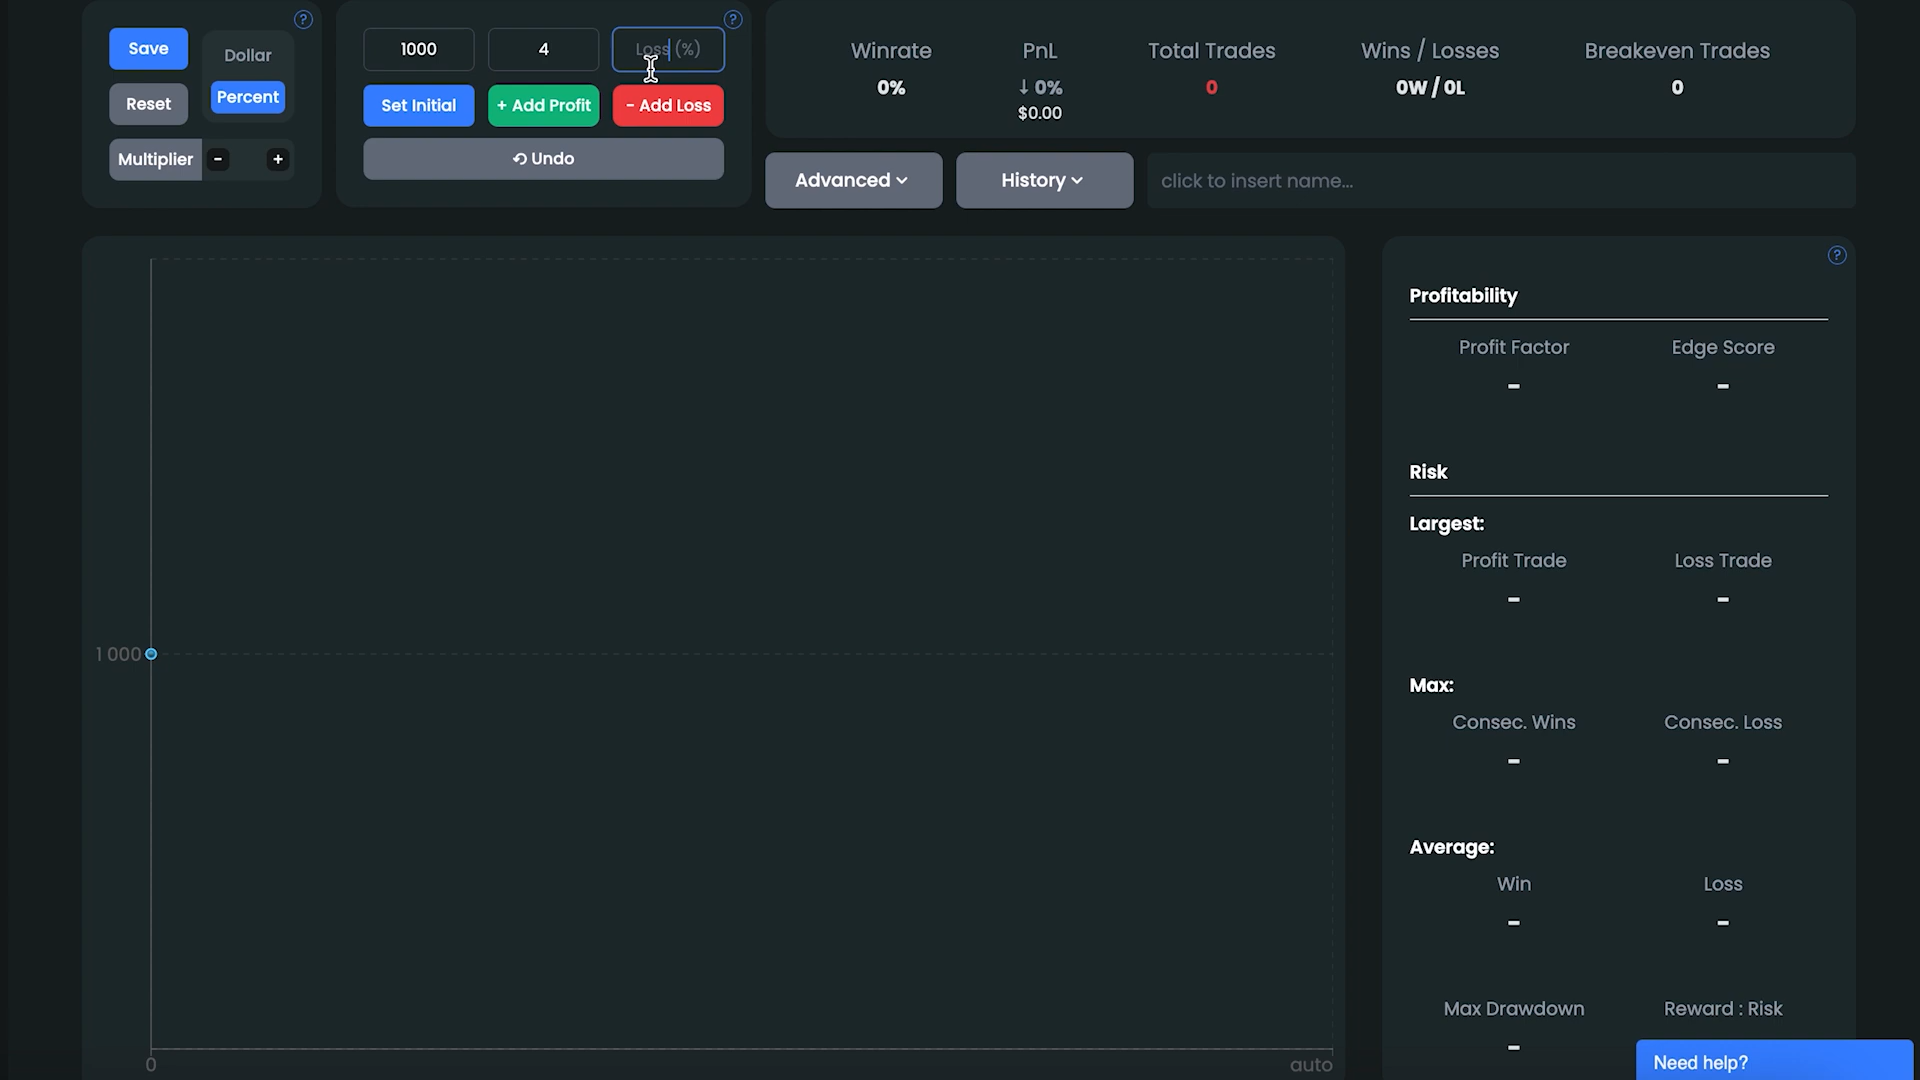 Save
Dollar
Reset
Percent
Multiplier - +
?
1000
4
Loss (%)
?
Set Initial
+ Add Profit
- Add Loss
⟲ Undo
Winrate
0%
PnL
↓ 0%
$0.00
Total Trades
0
Wins / Losses
0W / 0L
Breakeven Trades
0
Advanced
History
click to insert name...
1 000
0
auto
?
Profitability
Profit Factor
-
Edge Score
-
Risk
Largest:
Profit Trade
-
Loss Trade
-
Max:
Consec. Wins
-
Consec. Loss
-
Average:
Win
-
Loss
-
Max Drawdown
-
Reward : Risk
Need help?